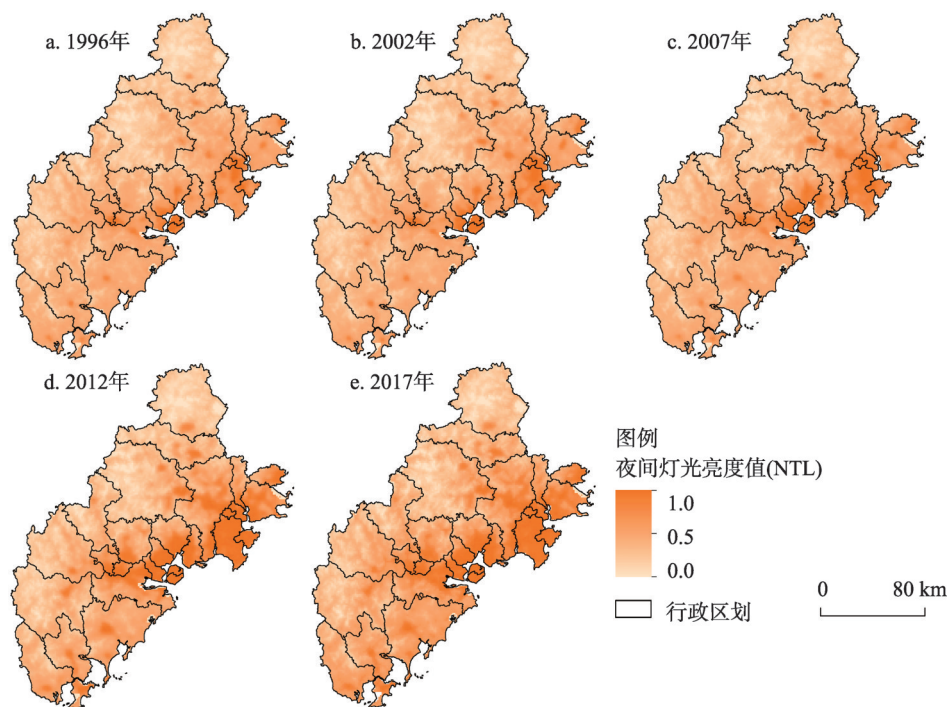 a. 1996年
b. 2002年
c. 2007年
d. 2012年
e. 2017年
图例
夜间灯光亮度值(NTL)
1.0
0.5
0.0
行政区划
0 80 km